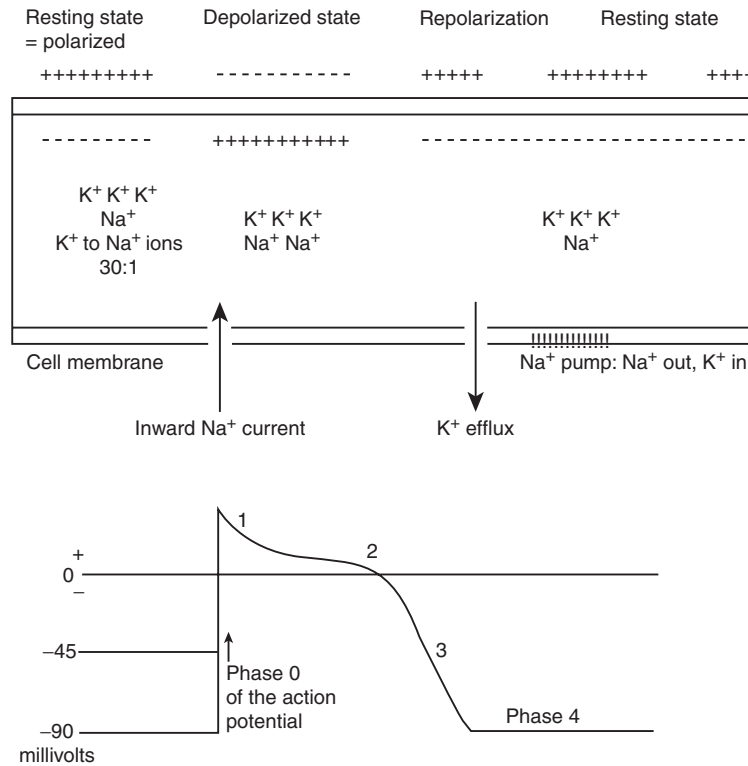 Resting state
= polarized
Depolarized state
Repolarization
Resting state
+++++++++
- - - - - - - - - - -
+++++
++++++++
++++
- - - - - - - - -
+++++++++++
- - - - - - - - - - - - - - - - - - - - - - - - - -
K⁺ K⁺ K⁺
Na⁺
K⁺ to Na⁺ ions
30:1
K⁺ K⁺ K⁺
Na⁺ Na⁺
K⁺ K⁺ K⁺
Na⁺
Cell membrane
Na⁺ pump: Na⁺ out, K⁺ in
Inward Na⁺ current
K⁺ efflux
1
2
+
0
–
–45
3
Phase 0
of the action
potential
Phase 4
–90
millivolts